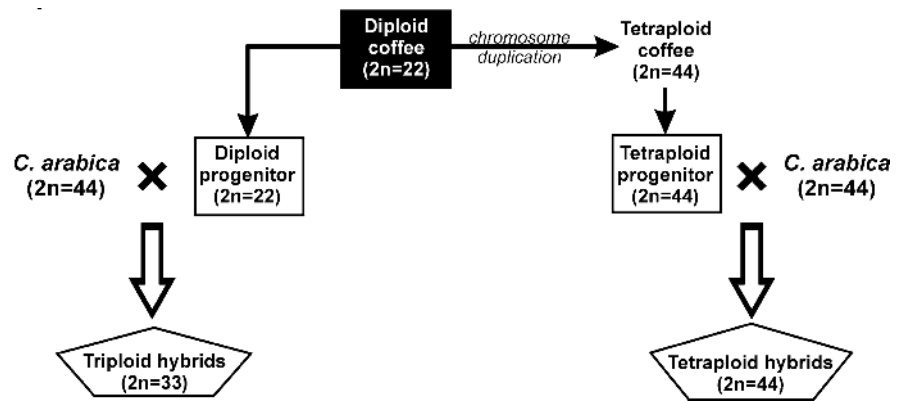 Diploid
coffee
(2n=22)
chromosome
duplication
Tetraploid
coffee
(2n=44)
C. arabica
(2n=44)
Diploid
progenitor
(2n=22)
Tetraploid
progenitor
(2n=44)
C. arabica
(2n=44)
Triploid hybrids
(2n=33)
Tetraploid hybrids
(2n=44)